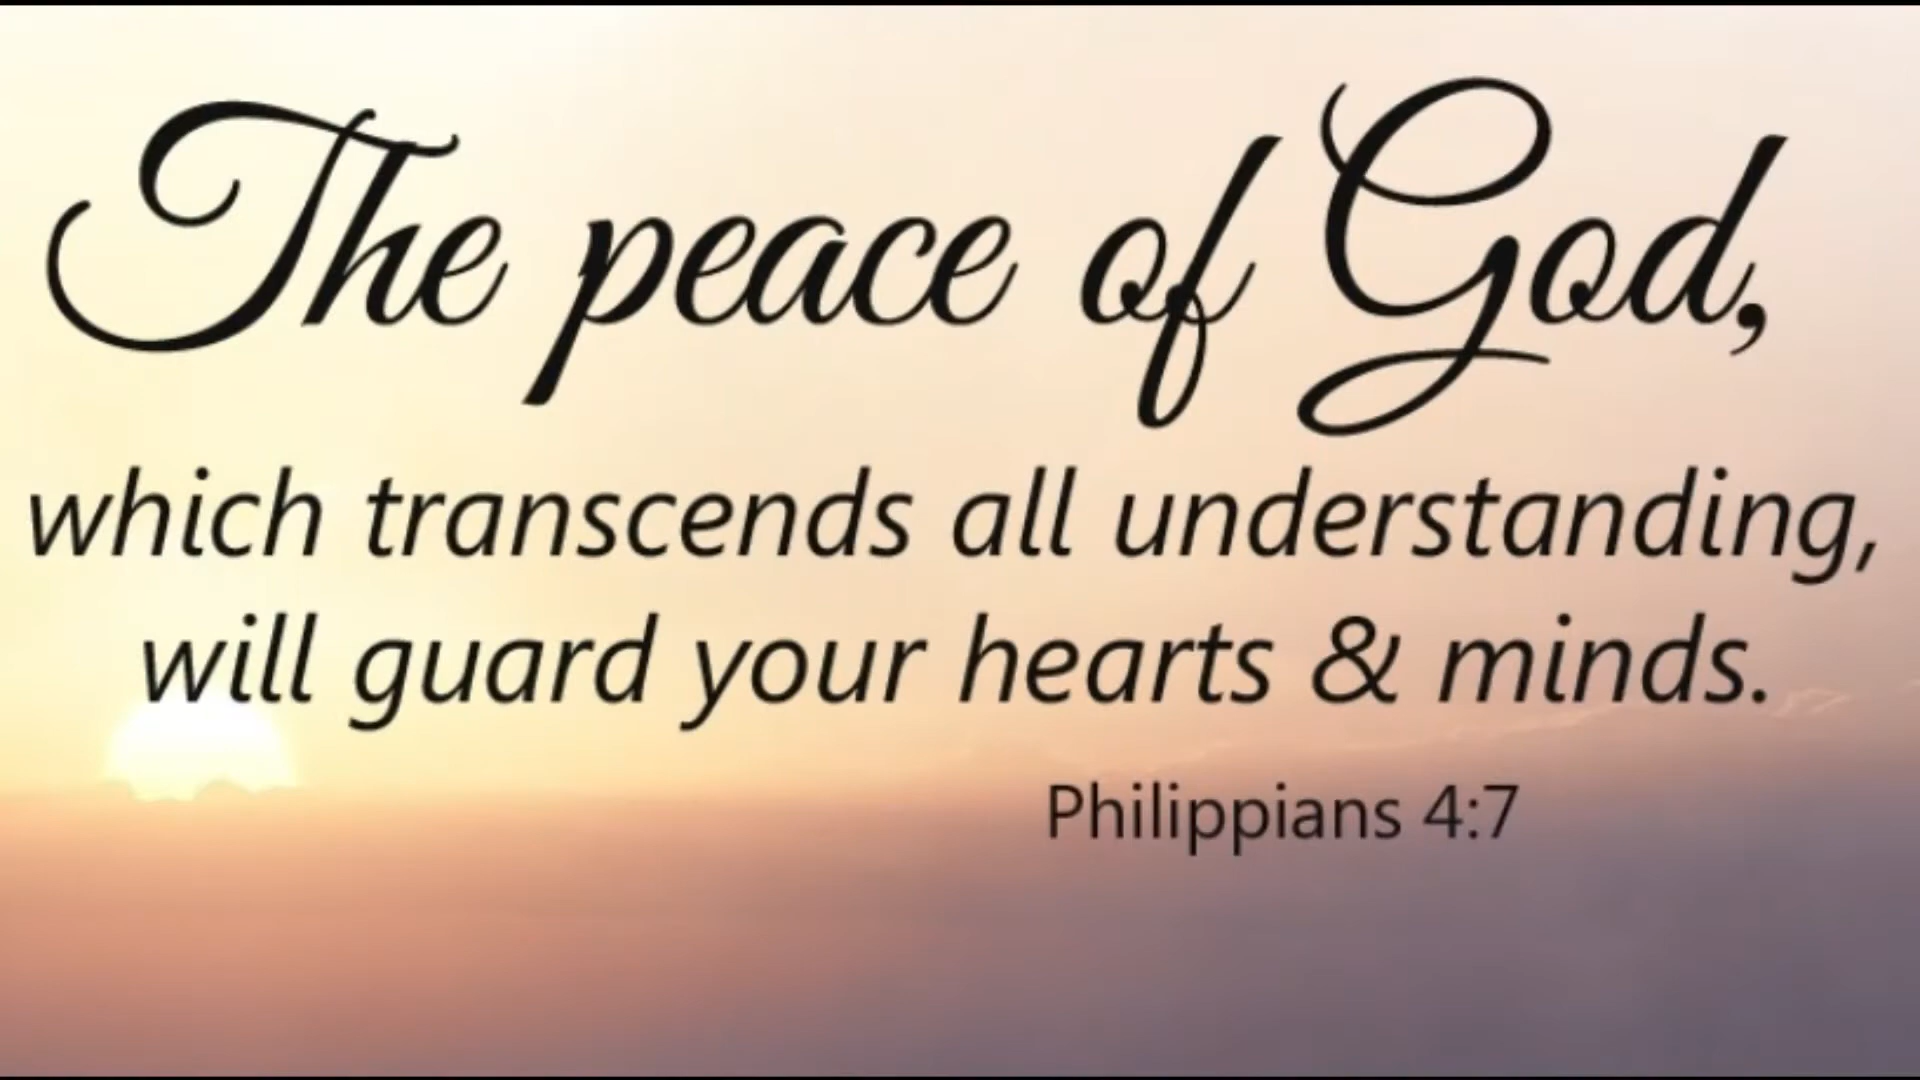 The peace of God,
which transcends all understanding,
will guard your hearts & minds.
Philippians 4:7